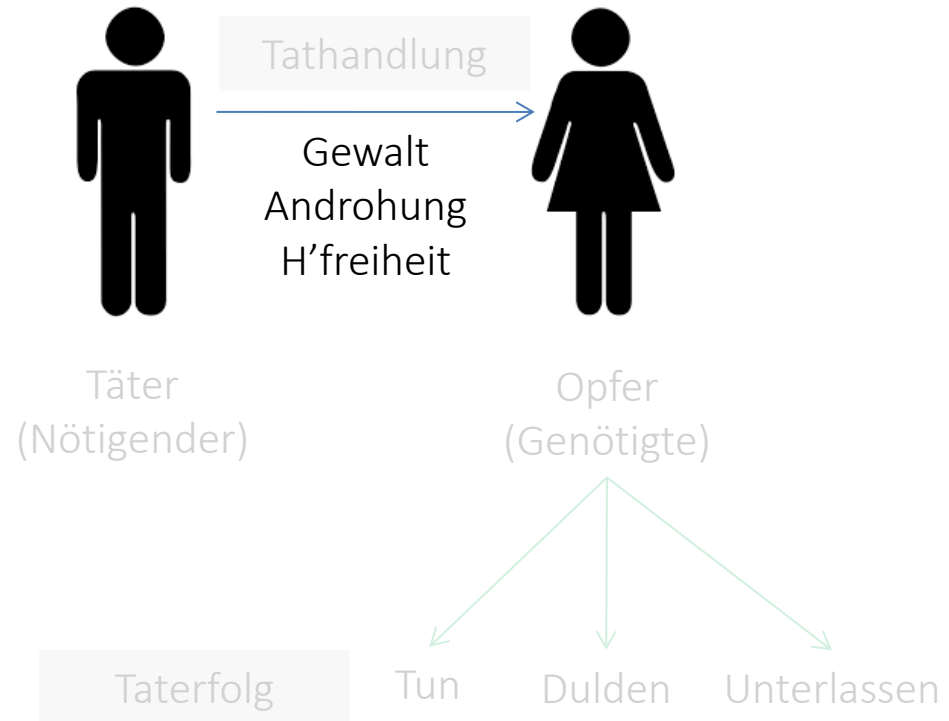 Tathandlung
Gewalt
Androhung
H’freiheit
Täter
(Nötigender)
Opfer
(Genötigte)
Taterfolg
Tun
Dulden
Unterlassen